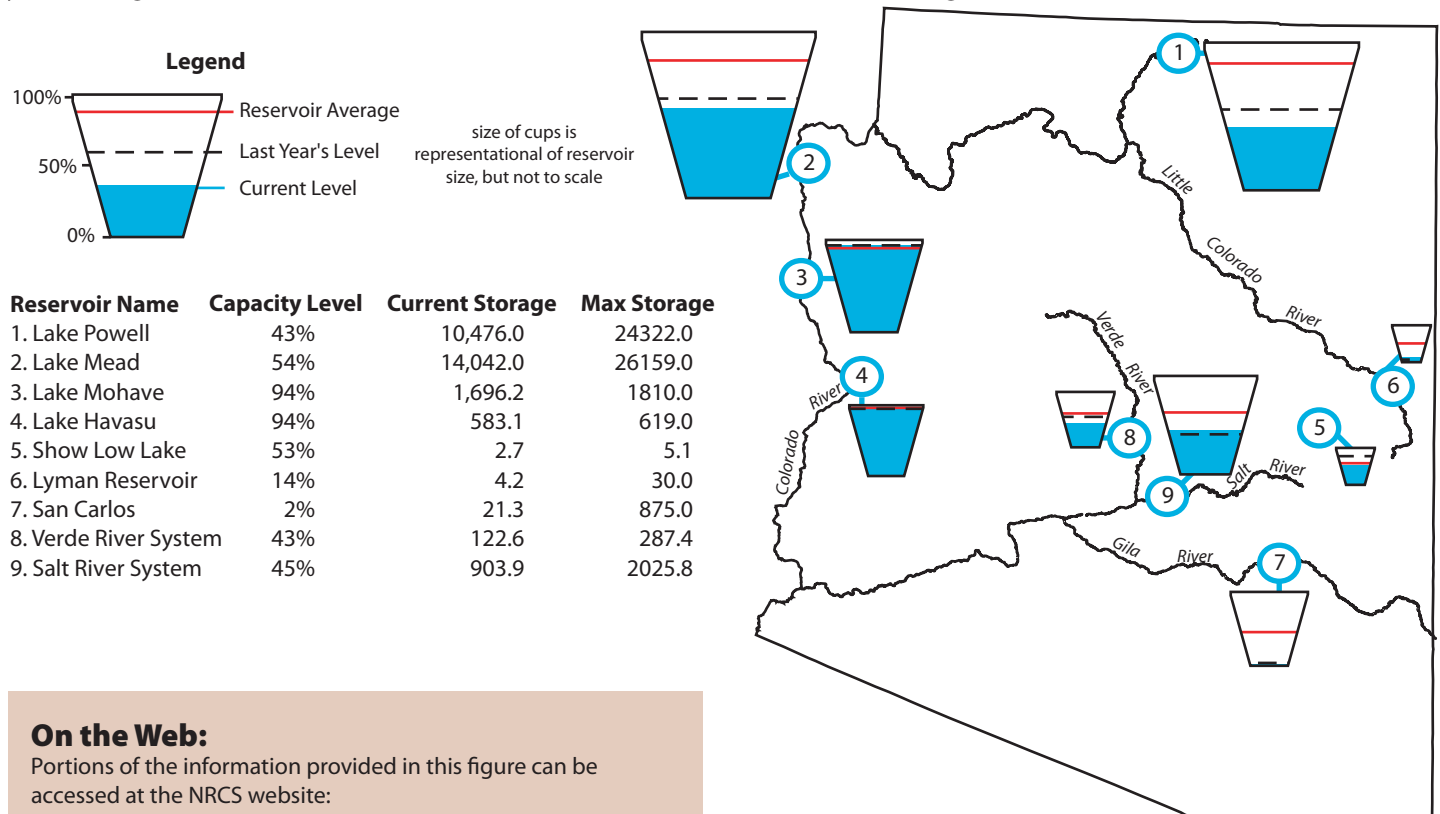 Legend
100%
50%
0%
Reservoir Average
Last Year's Level
Current Level
size of cups is
representational of reservoir
size, but not to scale
Reservoir Name Capacity Level Current Storage Max Storage
1. Lake Powell 43% 10,476.0 24322.0
2. Lake Mead 54% 14,042.0 26159.0
3. Lake Mohave 94% 1,696.2 1810.0
4. Lake Havasu 94% 583.1 619.0
5. Show Low Lake 53% 2.7 5.1
6. Lyman Reservoir 14% 4.2 30.0
7. San Carlos 2% 21.3 875.0
8. Verde River System 43% 122.6 287.4
9. Salt River System 45% 903.9 2025.8
1
2
3
4
5
6
7
8
9
Little
Colorado
River
Verde
River
Colorado
River
Salt
River
Gila
River
On the Web:
Portions of the information provided in this figure can be
accessed at the NRCS website: